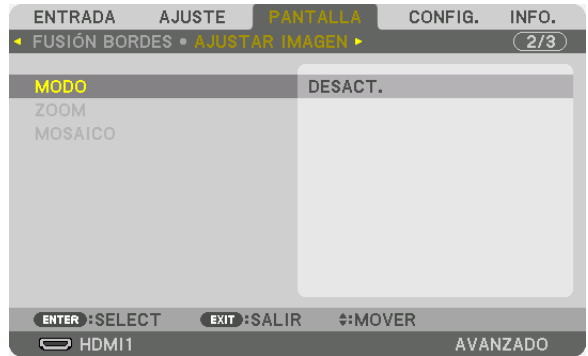 ENTRADA AJUSTE PANTALLA CONFIG. INFO.
FUSIÓN BORDES • AJUSTAR IMAGEN 2/3
MODO DESACT.
ZOOM
MOSAICO
ENTER :SELECT EXIT :SALIR :MOVER
HDMI1 AVANZADO